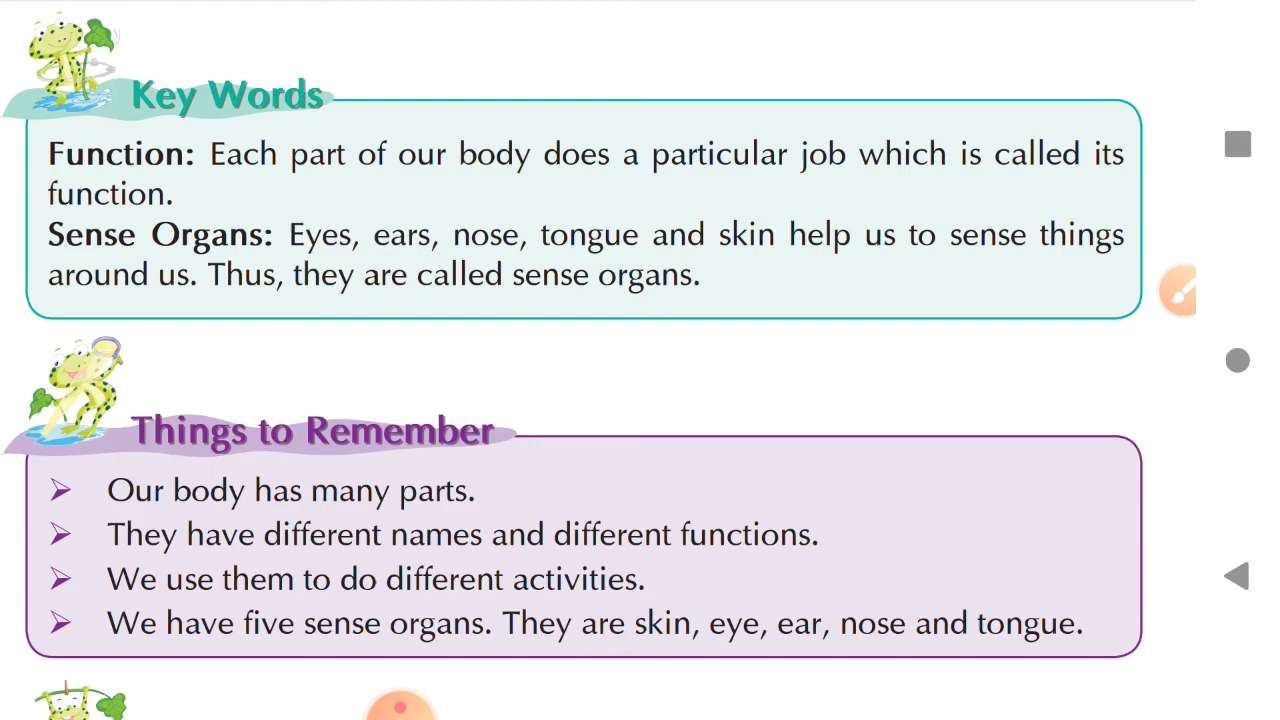 Key Words
Function: Each part of our body does a particular job which is called its
function.
Sense Organs: Eyes, ears, nose, tongue and skin help us to sense things
around us. Thus, they are called sense organs.
Things to Remember
➢ Our body has many parts.
➢ They have different names and different functions.
➢ We use them to do different activities.
➢ We have five sense organs. They are skin, eye, ear, nose and tongue.